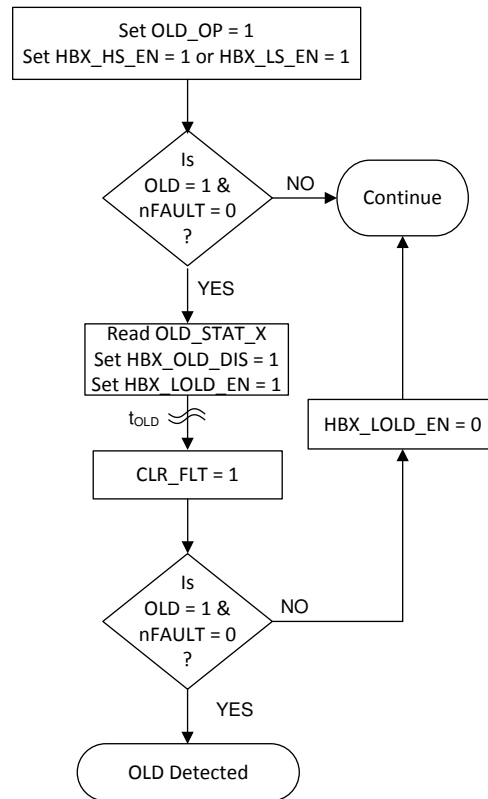 Set OLD_OP = 1
Set HBX_HS_EN = 1 or HBX_LS_EN = 1
Is
OLD = 1 &
nFAULT = 0
?
NO
Continue
YES
Read OLD_STAT_X
Set HBX_OLD_DIS = 1
Set HBX_LOLD_EN = 1
tOLD
HBX_LOLD_EN = 0
CLR_FLT = 1
Is
OLD = 1 &
nFAULT = 0
?
NO
YES
OLD Detected